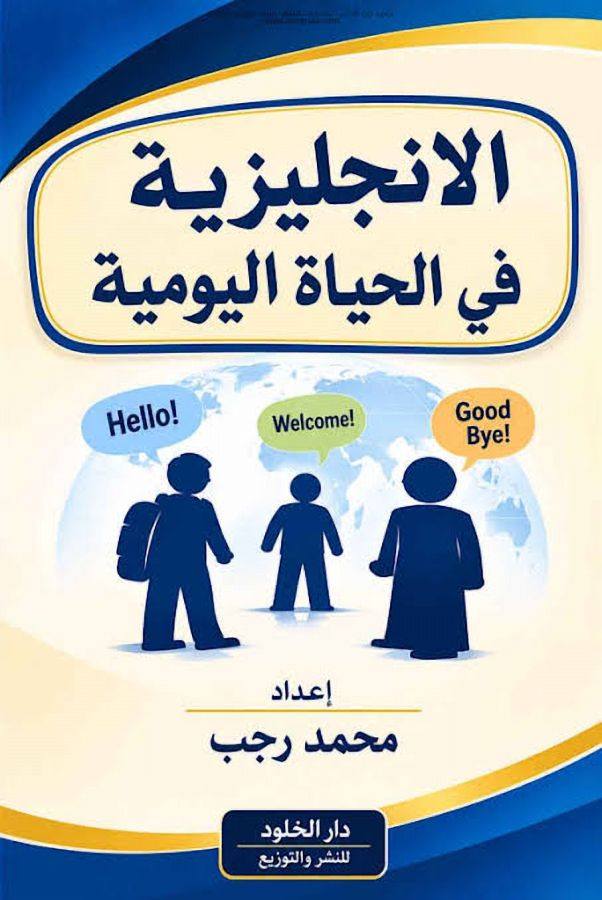 الانجليزية
في الحياة اليومية
Hello!
Welcome!
Good
Bye!
إعداد
محمد رجب
دار الخلود
للنشر والتوزيع